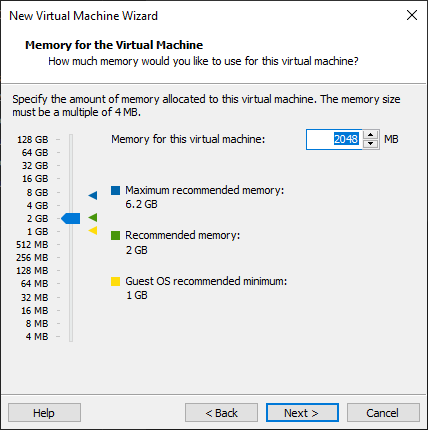 New Virtual Machine Wizard
Memory for the Virtual Machine
How much memory would you like to use for this virtual machine?
Specify the amount of memory allocated to this virtual machine. The memory size
must be a multiple of 4 MB.
Memory for this virtual machine: 2048 MB
128 GB
64 GB
32 GB
16 GB
8 GB
4 GB
2 GB
1 GB
512 MB
256 MB
128 MB
64 MB
32 MB
16 MB
8 MB
4 MB
Maximum recommended memory:
6.2 GB
Recommended memory:
2 GB
Guest OS recommended minimum:
1 GB
Help
< Back
Next >
Cancel